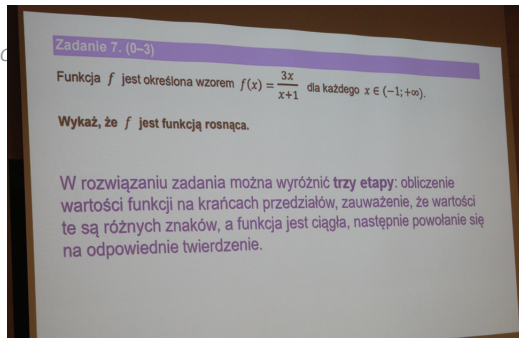 Zadanie 7. (0–3)
Funkcja f jest określona wzorem f(x) = 3x/x+1 dla każdego x ∈ (−1; +∞).
Wykaż, że f jest funkcją rosnąca.
W rozwiązaniu zadania można wyróżnić trzy etapy: obliczenie
wartości funkcji na krańcach przedziałów, zauważenie, że wartości
te są różnych znaków, a funkcja jest ciągła, następnie powołanie się
na odpowiednie twierdzenie.